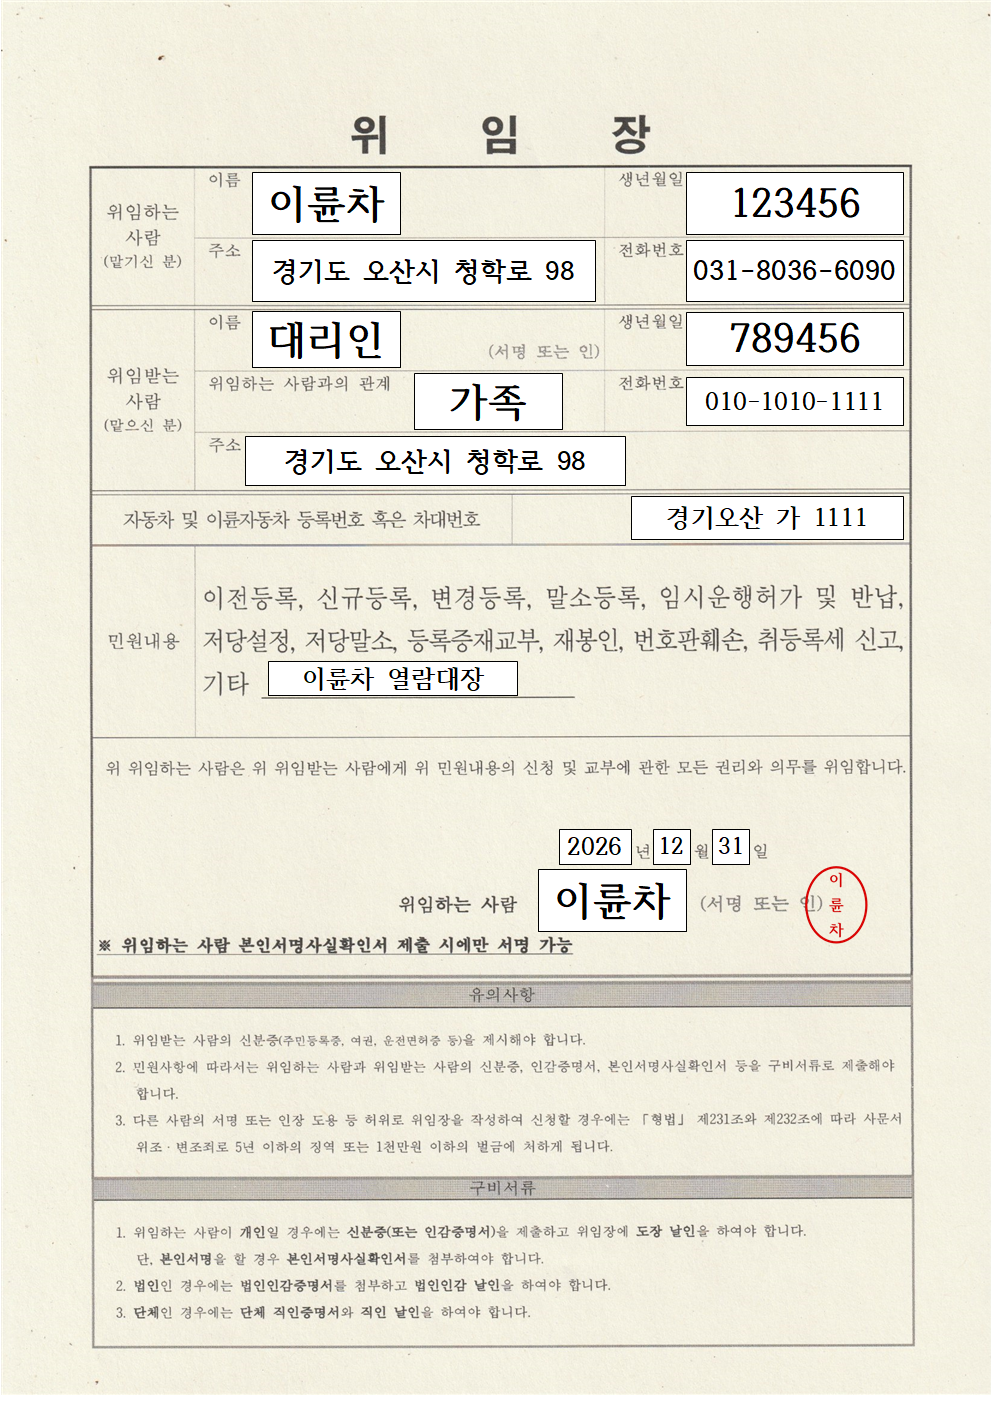 위 임 장
위임하는
사람
(맡기신 분)
이름 이륜차
생년월일 123456
주소 경기도 오산시 청학로 98
전화번호 031-8036-6090
위임받는
사람
(맡으신 분)
이름 대리인 (서명 또는 인)
생년월일 789456
위임하는 사람과의 관계 가족
전화번호 010-1010-1111
주소 경기도 오산시 청학로 98
자동차 및 이륜자동차 등록번호 혹은 차대번호 경기오산 가 1111
민원내용
이전등록, 신규등록, 변경등록, 말소등록, 임시운행허가 및 반납,
저당설정, 저당말소, 등록증재교부, 재봉인, 번호판훼손, 취등록세 신고,
기타 이륜차 열람대장
위 위임하는 사람은 위 위임받는 사람에게 위 민원내용의 신청 및 교부에 관한 모든 권리와 의무를 위임합니다.
2026 년 12 월 31 일
위임하는 사람 이륜차 (서명 또는 인)
이
륜
차
※ 위임하는 사람 본인서명사실확인서 제출 시에만 서명 가능
유의사항
1. 위임받는 사람의 신분증(주민등록증, 여권, 운전면허증 등)을 제시해야 합니다.
2. 민원사항에 따라서는 위임하는 사람과 위임받는 사람의 신분증, 인감증명서, 본인서명사실확인서 등을 구비서류로 제출해야
합니다.
3. 다른 사람의 서명 또는 인장 도용 등 허위로 위임장을 작성하여 신청할 경우에는 「형법」 제231조와 제232조에 따라 사문서
위조·변조죄로 5년 이하의 징역 또는 1천만원 이하의 벌금에 처하게 됩니다.
구비서류
1. 위임하는 사람이 개인일 경우에는 신분증(또는 인감증명서)을 제출하고 위임장에 도장 날인을 하여야 합니다.
단, 본인서명을 할 경우 본인서명사실확인서를 첨부하여야 합니다.
2. 법인인 경우에는 법인인감증명서를 첨부하고 법인인감 날인을 하여야 합니다.
3. 단체인 경우에는 단체 직인증명서와 직인 날인을 하여야 합니다.